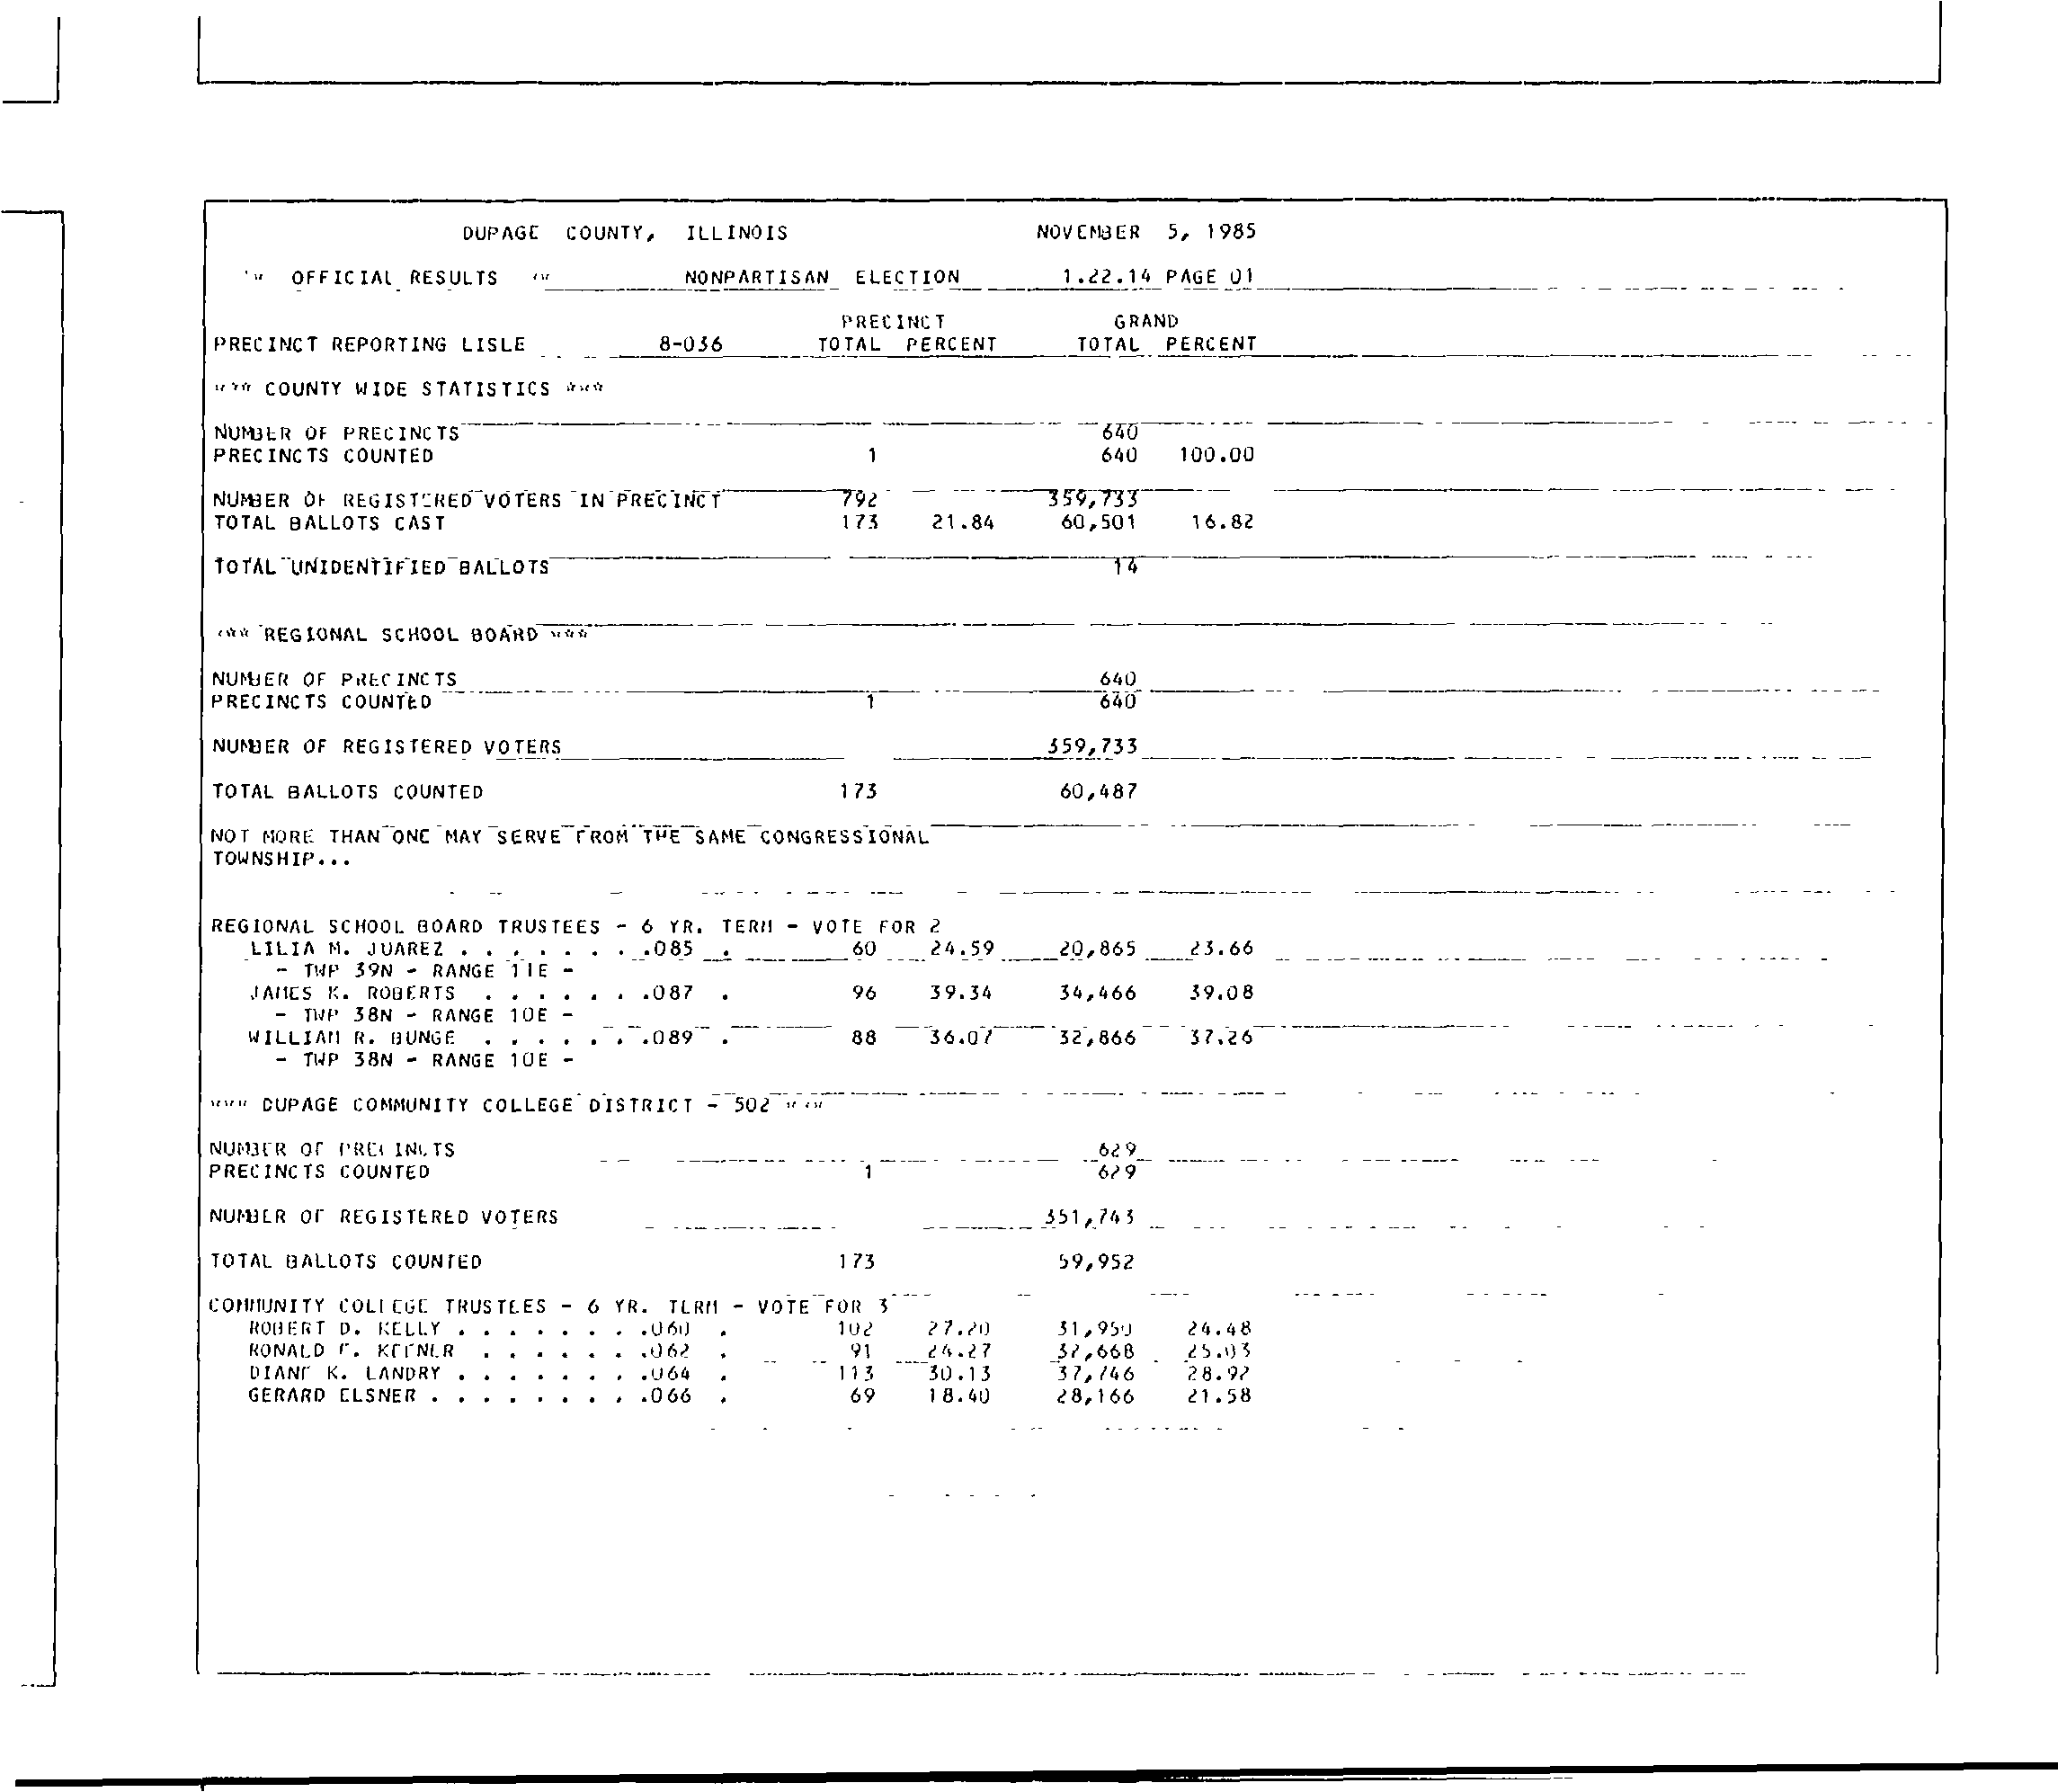 DUPAGE COUNTY, ILLINOIS NOVEMBER 5, 1985
** OFFICIAL RESULTS ** NONPARTISAN ELECTION 1.22.14 PAGE 01
PRECINCT GRAND
PRECINCT REPORTING LISLE 8-036 TOTAL PERCENT TOTAL PERCENT
*** COUNTY WIDE STATISTICS ***
NUMBER OF PRECINCTS 640
PRECINCTS COUNTED 1 640 100.00
NUMBER OF REGISTERED VOTERS IN PRECINCT 792 359,733
TOTAL BALLOTS CAST 173 21.84 60,501 16.82
TOTAL UNIDENTIFIED BALLOTS 14
*** REGIONAL SCHOOL BOARD ***
NUMBER OF PRECINCTS 640
PRECINCTS COUNTED 1 640
NUMBER OF REGISTERED VOTERS 359,733
TOTAL BALLOTS COUNTED 173 60,487
NOT MORE THAN ONE MAY SERVE FROM THE SAME CONGRESSIONAL
TOWNSHIP...
REGIONAL SCHOOL BOARD TRUSTEES - 6 YR. TERM - VOTE FOR 2
LILIA M. JUAREZ . . . . . . . .085 . 60 24.59 20,865 23.66
- TWP 39N - RANGE 11E -
JAMES K. ROBERTS . . . . . . .087 . 96 39.34 34,466 39.08
- TWP 38N - RANGE 10E -
WILLIAM R. BUNGE . . . . . . .089 . 88 36.07 32,866 37.26
- TWP 38N - RANGE 10E -
*** DUPAGE COMMUNITY COLLEGE DISTRICT - 502 ***
NUMBER OF PRECINCTS 629
PRECINCTS COUNTED 1 629
NUMBER OF REGISTERED VOTERS 351,743
TOTAL BALLOTS COUNTED 173 59,952
COMMUNITY COLLEGE TRUSTEES - 6 YR. TERM - VOTE FOR 3
ROBERT D. KELLY . . . . . . . .060 . 102 27.20 31,950 24.48
RONALD KEENER . . . . . . .062 . 91 24.27 32,668 25.03
DIANE K. LANDRY . . . . . . . .064 . 113 30.13 37,746 28.92
GERARD ELSNER . . . . . . . . .066 . 69 18.40 28,166 21.58